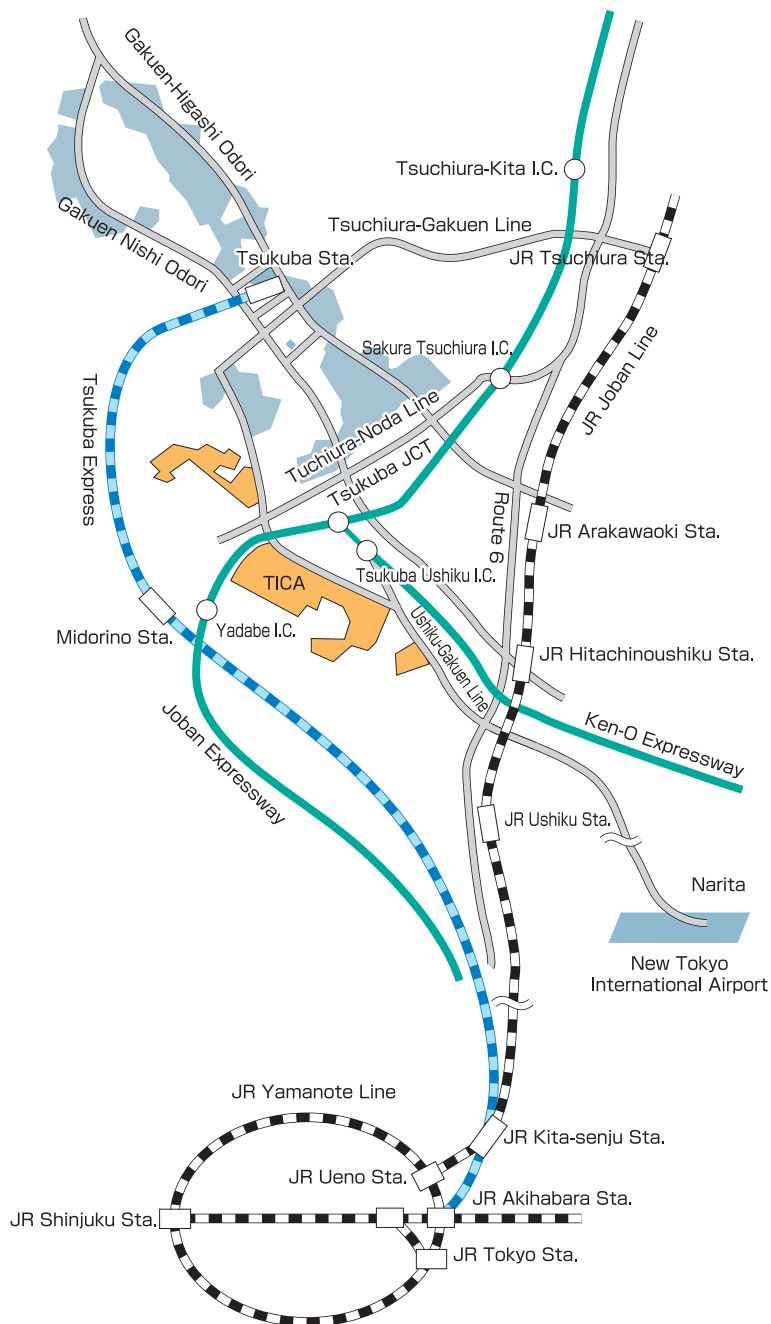 Gakuen-Higashi Odori
Tsuchiura-Kita I.C.
Tsuchiura-Gakuen Line
Gakuen Nishi Odori
Tsukuba Sta.
JR Tsuchiura Sta.
Sakura Tsuchiura I.C.
JR Joban Line
Tsukuba Express
Tuchiura-Noda Line
Tsukuba JCT
Route 6
JR Arakawaoki Sta.
TICA
Tsukuba Ushiku I.C.
Yadabe I.C.
Midorino Sta.
Ushiku-Gakuen Line
JR Hitachinoushiku Sta.
Joban Expressway
Ken-O Expressway
JR Ushiku Sta.
Narita
New Tokyo
International Airport
JR Yamanote Line
JR Kita-senju Sta.
JR Ueno Sta.
JR Akihabara Sta.
JR Shinjuku Sta.
JR Tokyo Sta.